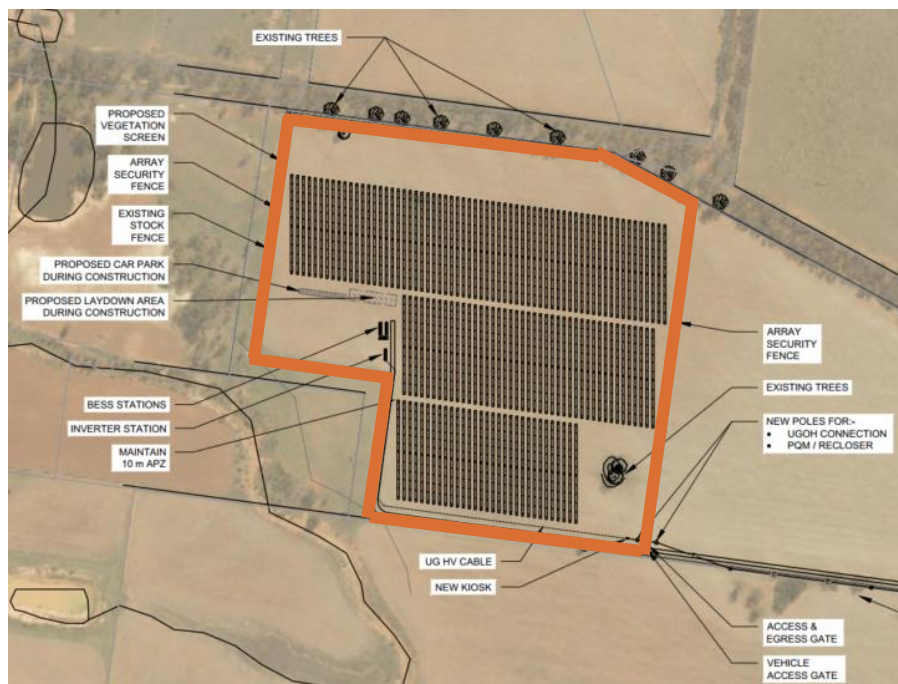 EXISTING TREES
PROPOSED
VEGETATION
SCREEN
ARRAY
SECURITY
FENCE
EXISTING
STOCK
FENCE
PROPOSED CAR PARK
DURING CONSTRUCTION
PROPOSED LAYDOWN AREA
DURING CONSTRUCTION
BESS STATIONS
INVERTER STATION
MAINTAIN
10 m APZ
ARRAY
SECURITY
FENCE
EXISTING TREES
NEW POLES FOR:-
• UGOH CONNECTION
• PQM / RECLOSER
UG HV CABLE
NEW KIOSK
ACCESS &
EGRESS GATE
VEHICLE
ACCESS GATE